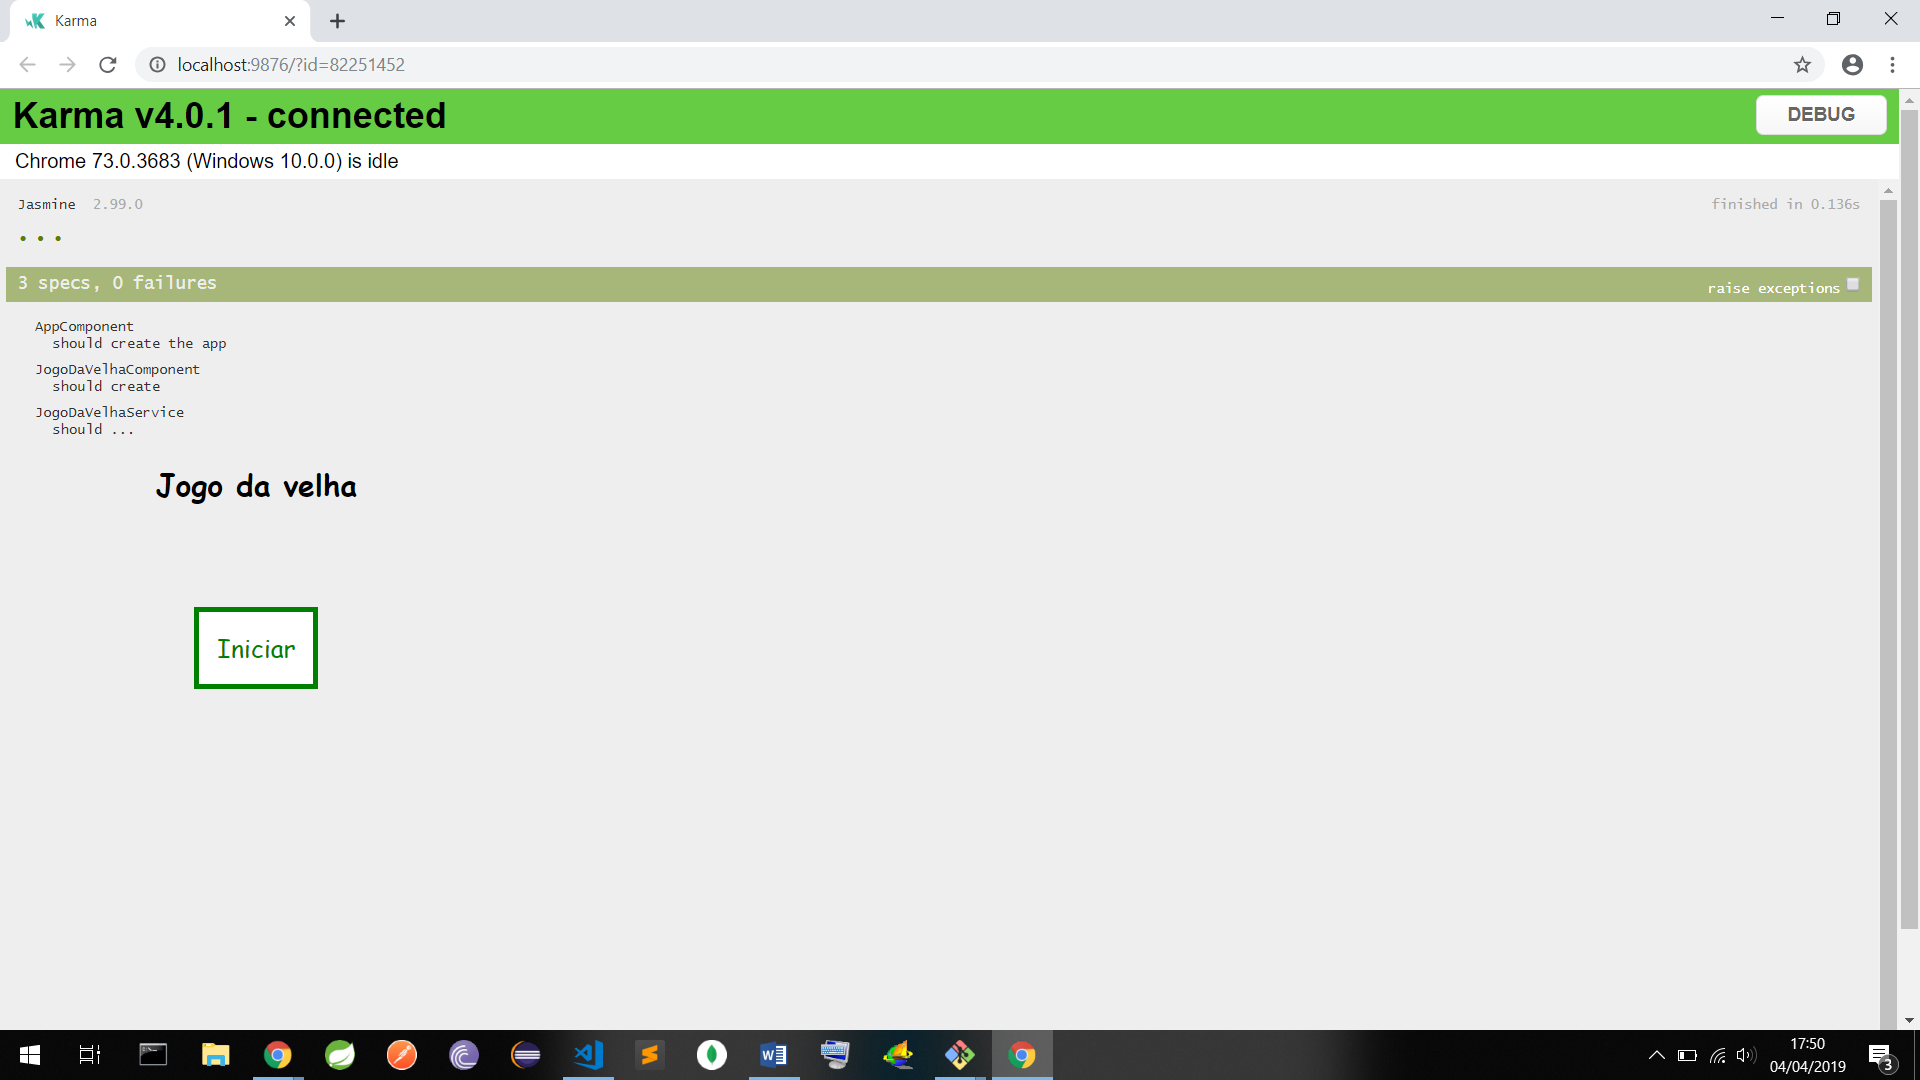 Karma
localhost:9876/?id=82251452
Karma v4.0.1 - connected
DEBUG
Chrome 73.0.3683 (Windows 10.0.0) is idle
Jasmine 2.99.0
finished in 0.136s
3 specs, 0 failures
raise exceptions
AppComponent
should create the app
JogoDaVelhaComponent
should create
JogoDaVelhaService
should ...
Jogo da velha
Iniciar
17:50
04/04/2019
3